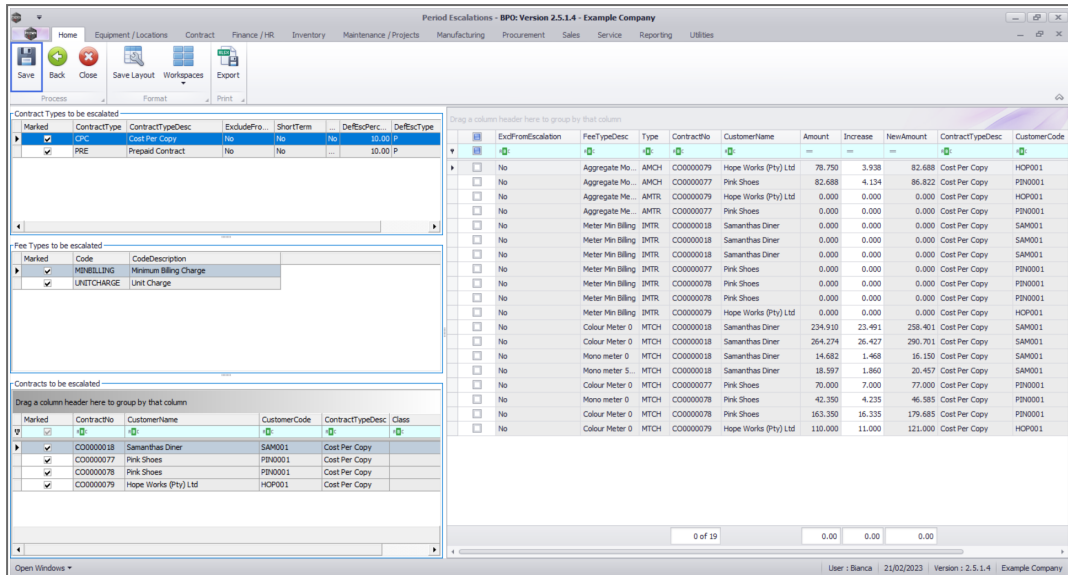 Period Escalations - BPO: Version 2.5.1.4 - Example Company
Home Equipment / Locations Contract Finance / HR Inventory Maintenance / Projects Manufacturing Procurement Sales Service Reporting Utilities
Save Back Close Save Layout Workspaces Export
Process Format Print
Contract Types to be escalated
Marked ContractType ContractTypeDesc ExcludeFro... ShortTerm ... DefEscPerc... DefEscType
CPC Cost Per Copy No No No 10.00 P
PRE Prepaid Contract No No ... 10.00 P
Fee Types to be escalated
Marked Code CodeDescription
MINBILLING Minimum Billing Charge
UNITCHARGE Unit Charge
Contracts to be escalated
Drag a column header here to group by that column
Marked ContractNo CustomerName CustomerCode ContractTypeDesc Class
CO0000018 Samanthas Diner SAM001 Cost Per Copy
CO0000077 Pink Shoes PIN0001 Cost Per Copy
CO0000078 Pink Shoes PIN0001 Cost Per Copy
CO0000079 Hope Works (Pty) Ltd HOP001 Cost Per Copy
Drag a column header here to group by that column
ExclFromEscalation FeeTypeDesc Type ContractNo CustomerName Amount Increase NewAmount ContractTypeDesc CustomerCode
No Aggregate Mo... AMCH CO0000079 Hope Works (Pty) Ltd 78.750 3.938 82.688 Cost Per Copy HOP001
No Aggregate Mo... AMCH CO0000077 Pink Shoes 82.688 4.134 86.822 Cost Per Copy PIN0001
No Aggregate Me... AMTR CO0000079 Hope Works (Pty) Ltd 0.000 0.000 0.000 Cost Per Copy HOP001
No Aggregate Me... AMTR CO0000077 Pink Shoes 0.000 0.000 0.000 Cost Per Copy PIN0001
No Meter Min Billing IMTR CO0000018 Samanthas Diner 0.000 0.000 0.000 Cost Per Copy SAM001
No Meter Min Billing IMTR CO0000018 Samanthas Diner 0.000 0.000 0.000 Cost Per Copy SAM001
No Meter Min Billing IMTR CO0000018 Samanthas Diner 0.000 0.000 0.000 Cost Per Copy SAM001
No Meter Min Billing IMTR CO0000077 Pink Shoes 0.000 0.000 0.000 Cost Per Copy PIN0001
No Meter Min Billing IMTR CO0000078 Pink Shoes 0.000 0.000 0.000 Cost Per Copy PIN0001
No Meter Min Billing IMTR CO0000078 Pink Shoes 0.000 0.000 0.000 Cost Per Copy PIN0001
No Meter Min Billing IMTR CO0000079 Hope Works (Pty) Ltd 0.000 0.000 0.000 Cost Per Copy HOP001
No Colour Meter 0 MTCH CO0000018 Samanthas Diner 234.910 23.491 258.401 Cost Per Copy SAM001
No Colour Meter 0 MTCH CO0000018 Samanthas Diner 264.274 26.427 290.701 Cost Per Copy SAM001
No Mono meter 0 MTCH CO0000018 Samanthas Diner 14.682 1.468 16.150 Cost Per Copy SAM001
No Mono meter S... MTCH CO0000018 Samanthas Diner 18.597 1.860 20.457 Cost Per Copy SAM001
No Colour Meter 0 MTCH CO0000077 Pink Shoes 70.000 7.000 77.000 Cost Per Copy PIN0001
No Mono meter 0 MTCH CO0000078 Pink Shoes 42.350 4.235 46.585 Cost Per Copy PIN0001
No Colour Meter 0 MTCH CO0000078 Pink Shoes 163.350 16.335 179.685 Cost Per Copy PIN0001
No Colour Meter 0 MTCH CO0000079 Hope Works (Pty) Ltd 110.000 11.000 121.000 Cost Per Copy HOP001
0 of 19 0.00 0.00 0.00
Open Windows User : Bianca 21/02/2023 Version : 2.5.1.4 Example Company